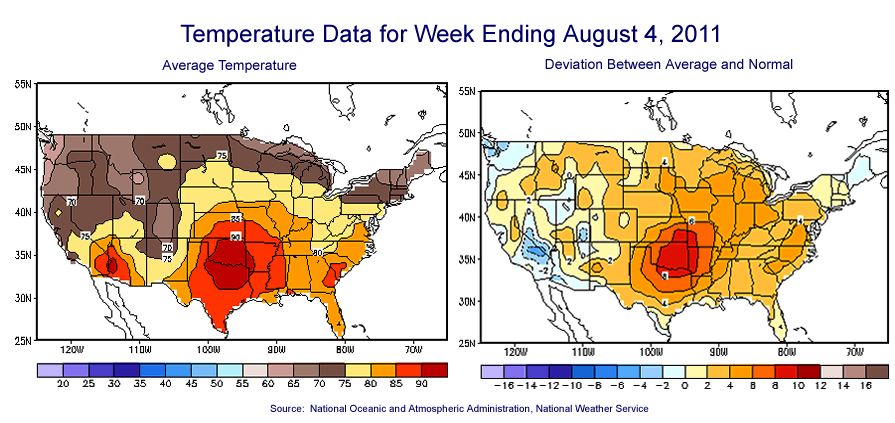 Temperature Data for Week Ending August 4, 2011
Average Temperature
Deviation Between Average and Normal
55N
50N
45N
40N
35N
30N
25N
120W 110W 100W 90W 80W 70W
75
70
70
75
85
90
80
70
75
20 25 30 35 40 45 50 55 60 65 70 75 80 85 90
55N
50N
45N
40N
35N
30N
25N
120W 110W 100W 90W 80W 70W
4
0
2
6
4
0
2
-2
-2
8
4
-16 -14 -12 -10 -8 -6 -4 -2 0 2 4 6 8 10 12 14 16
Source: National Oceanic and Atmospheric Administration, National Weather Service